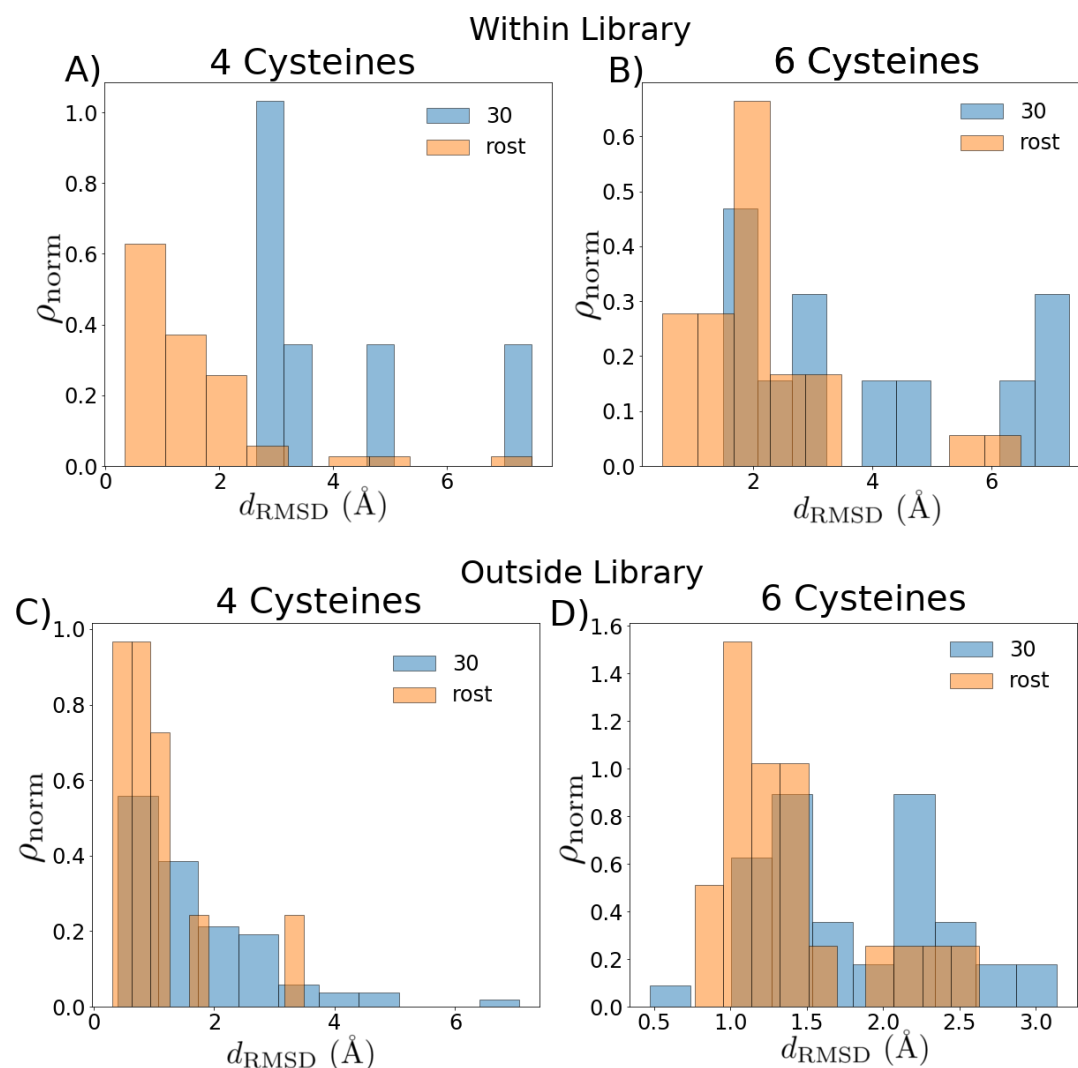 Within Library
A)
4 Cysteines
30
rost
1.0
0.8
0.6
0.4
0.2
0.0
ρnorm
0
2
4
6
dRMSD (Å)
B)
6 Cysteines
30
rost
0.6
0.5
0.4
0.3
0.2
0.1
0.0
ρnorm
2
4
6
dRMSD (Å)
Outside Library
C)
4 Cysteines
30
rost
1.0
0.8
0.6
0.4
0.2
0.0
ρnorm
0
2
4
6
dRMSD (Å)
D)
6 Cysteines
30
rost
1.6
1.4
1.2
1.0
0.8
0.6
0.4
0.2
0.0
ρnorm
0.5
1.0
1.5
2.0
2.5
3.0
dRMSD (Å)